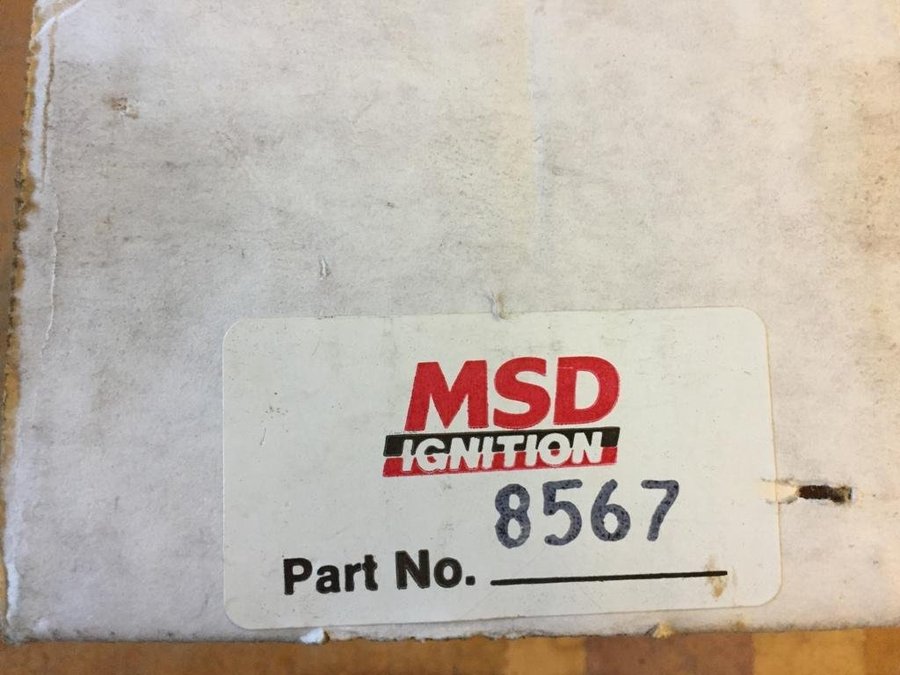 MSD
IGNITION
8567
Part No.